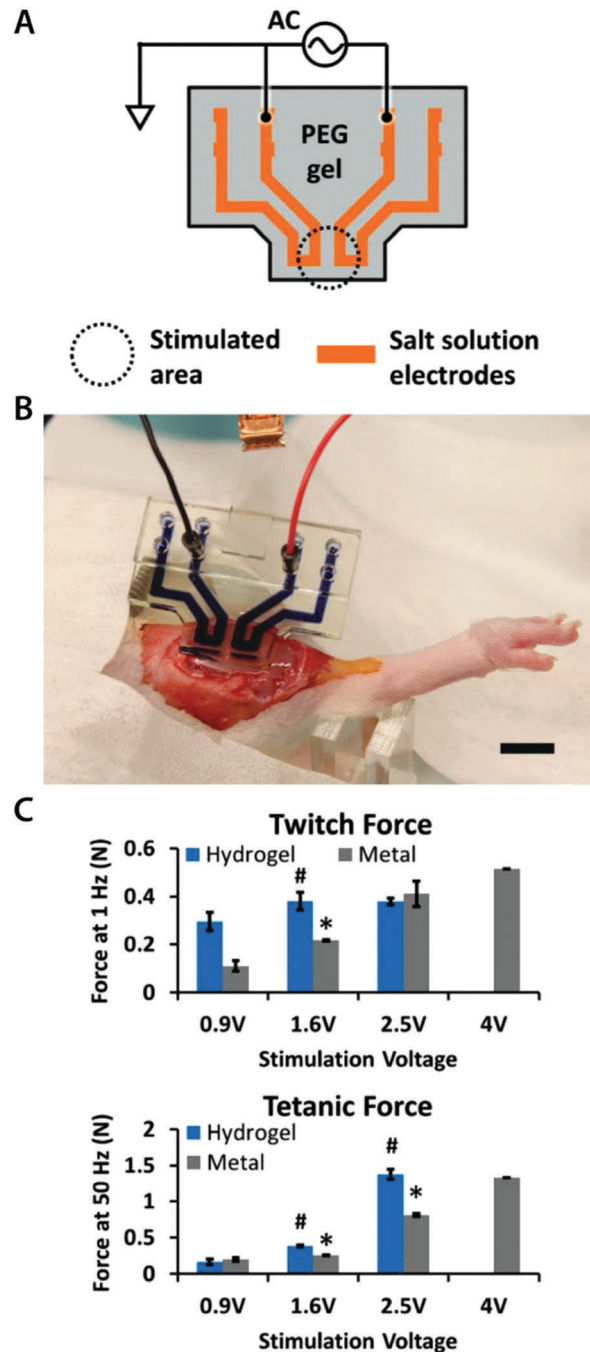 A
AC
PEG
gel
Stimulated
area
Salt solution
electrodes
B
C
Twitch Force
Hydrogel
Metal
#
*
Force at 1 Hz (N)
0.6
0.4
0.2
0
0.9V
1.6V
2.5V
4V
Stimulation Voltage
Tetanic Force
Hydrogel
Metal
#
*
#
*
Force at 50 Hz (N)
2
1.5
1
0.5
0
0.9V
1.6V
2.5V
4V
Stimulation Voltage